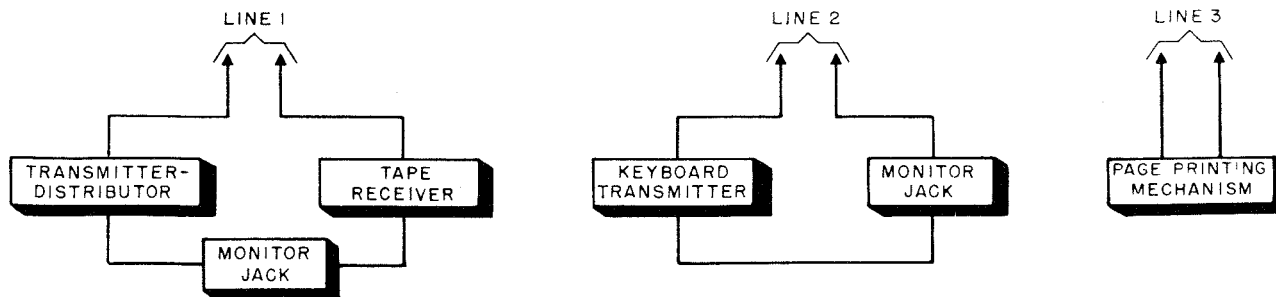 LINE 1
TRANSMITTER-
DISTRIBUTOR
TAPE
RECEIVER
MONITOR
JACK
LINE 2
KEYBOARD
TRANSMITTER
MONITOR
JACK
LINE 3
PAGE PRINTING
MECHANISM